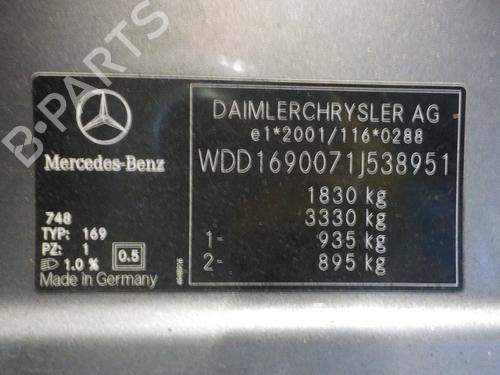 B-PARTS
DAIMLERCHRYSLER AG
e1*2001/116*0288
Mercedes-Benz
WDD1690071J538951
1830 kg
3330 kg
1- 935 kg
2- 895 kg
748
TYP: 169
PZ: 1
1.0 %
0.5
Made in Germany